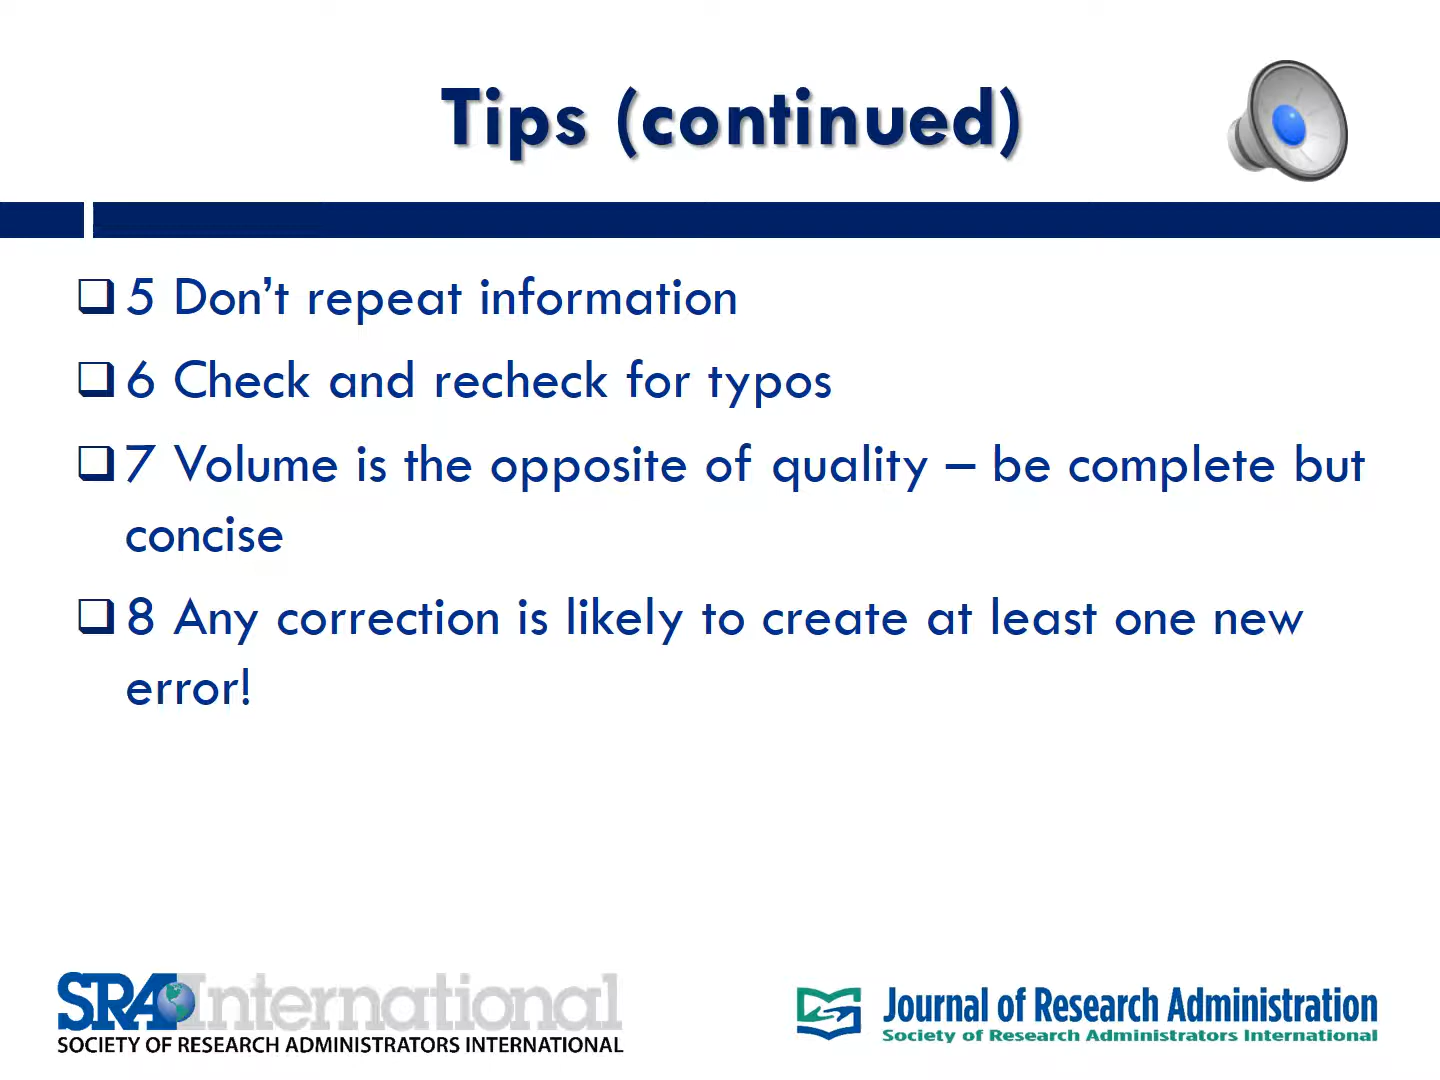 Tips (continued)
5 Don’t repeat information
6 Check and recheck for typos
7 Volume is the opposite of quality – be complete but
concise
8 Any correction is likely to create at least one new
error!
SRA International
SOCIETY OF RESEARCH ADMINISTRATORS INTERNATIONAL
Journal of Research Administration
Society of Research Administrators International